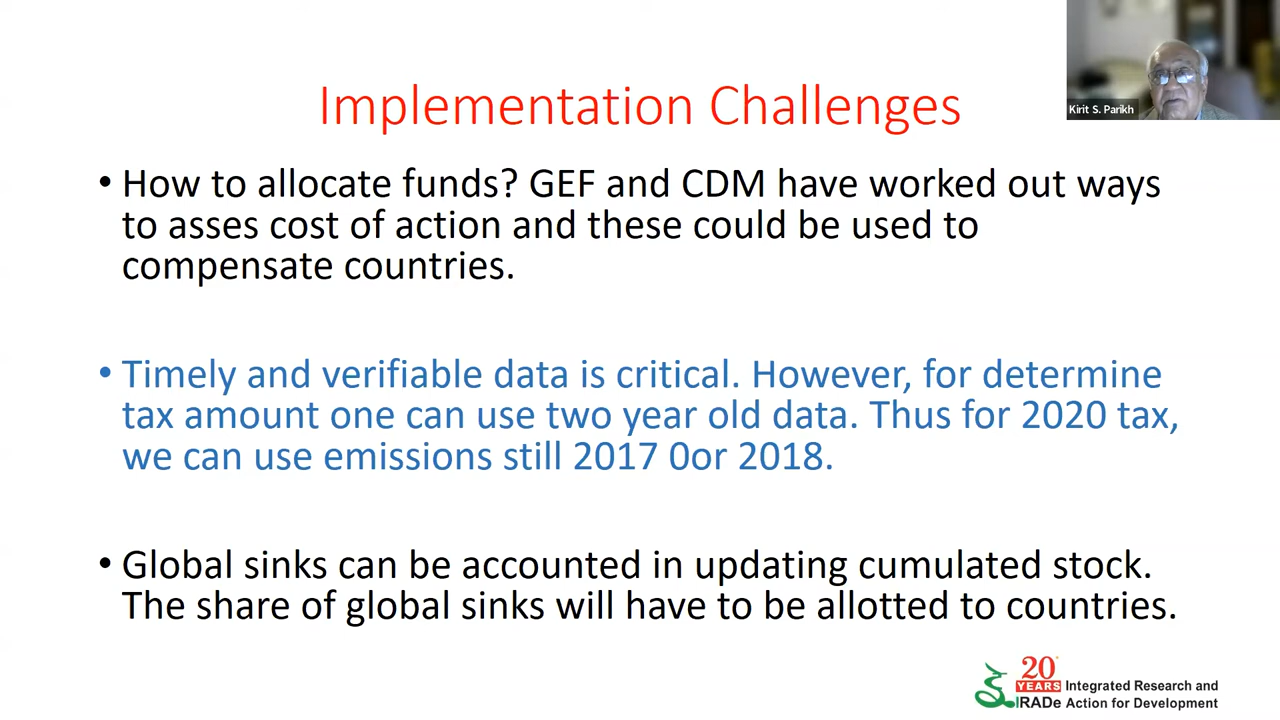 Implementation Challenges
Kirit S. Parikh
• How to allocate funds? GEF and CDM have worked out ways
to asses cost of action and these could be used to
compensate countries.
• Timely and verifiable data is critical. However, for determine
tax amount one can use two year old data. Thus for 2020 tax,
we can use emissions still 2017 0or 2018.
• Global sinks can be accounted in updating cumulated stock.
The share of global sinks will have to be allotted to countries.
20
YEARS
IRADe
Integrated Research and
Action for Development